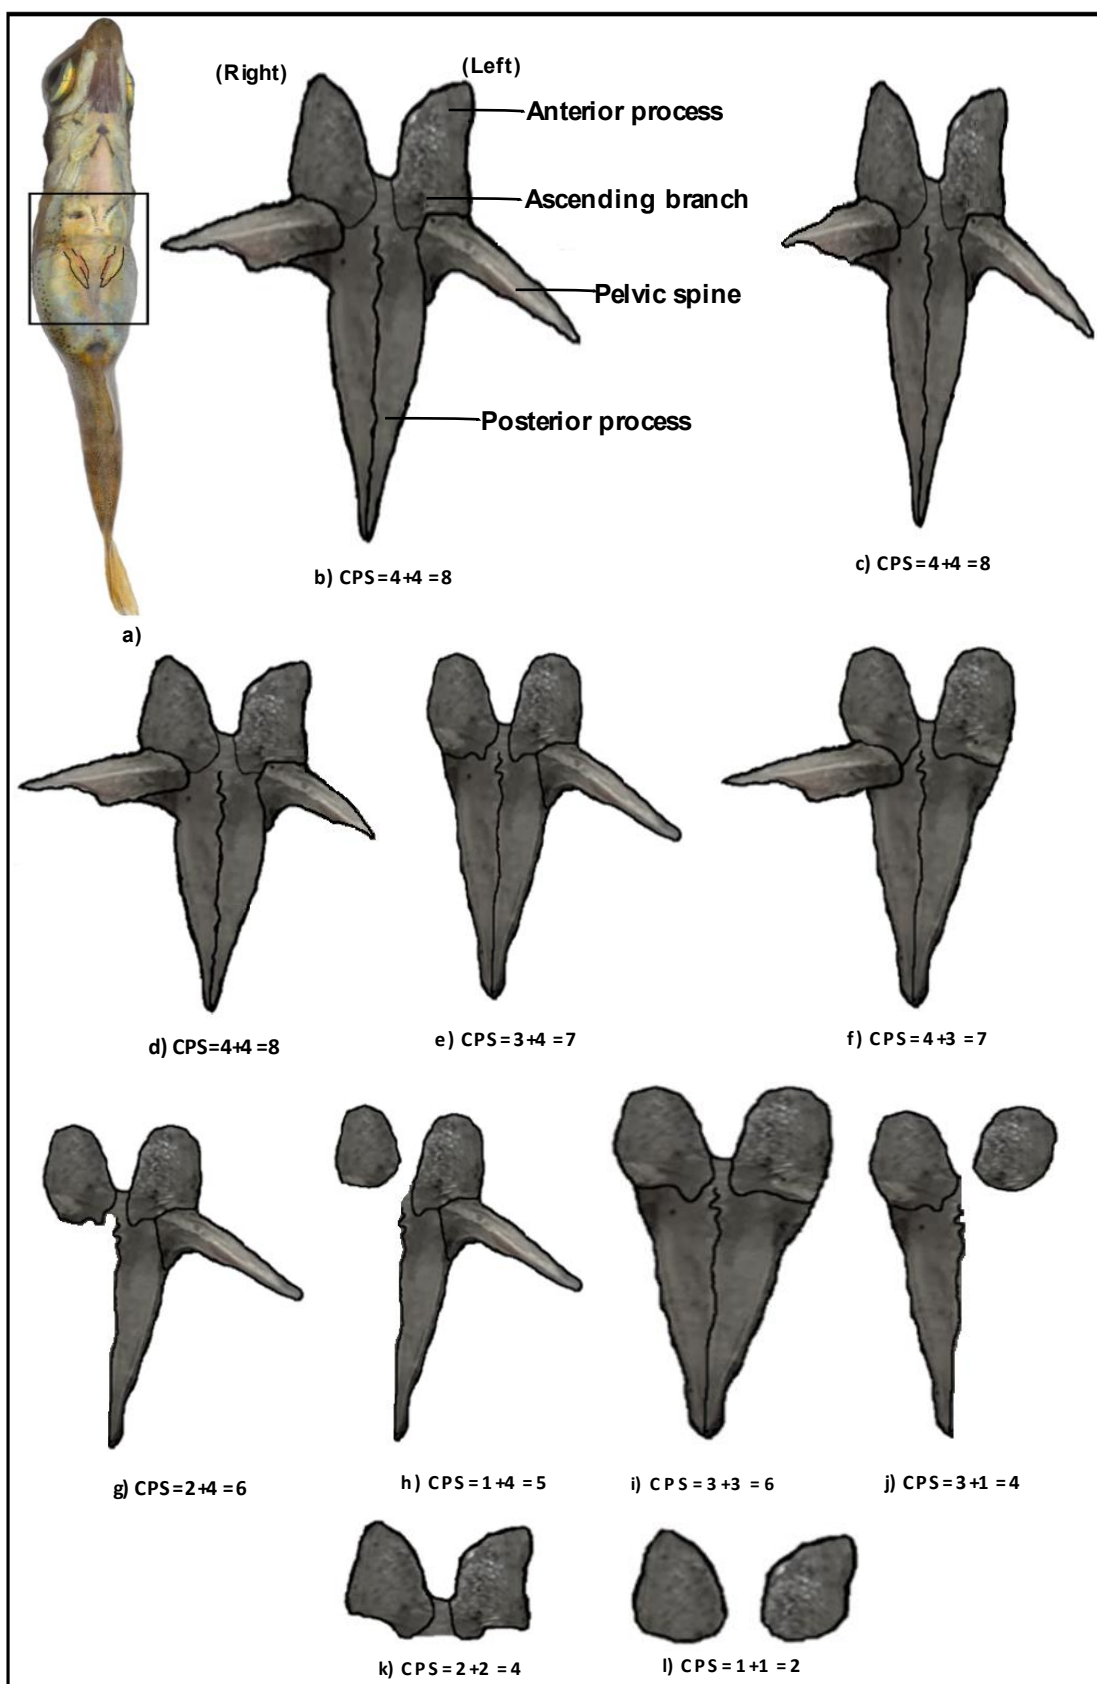 (Right)
(Left)
Anterior process
Ascending branch
Pelvic spine
Posterior process
b) CPS=4+4=8
c) CPS=4+4=8
a)
d) CPS=4+4=8
e) CPS=3+4=7
f) CPS=4+3=7
g) CPS=2+4=6
h) CPS=1+4=5
i) CPS=3+3=6
j) CPS=3+1=4
k) CPS=2+2=4
l) CPS=1+1=2